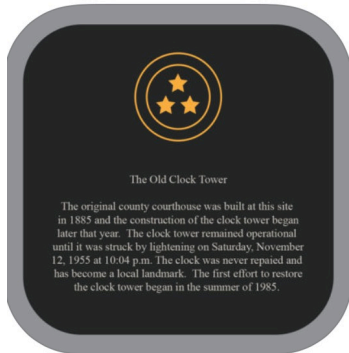 The Old Clock Tower
The original county courthouse was built at this site
in 1885 and the construction of the clock tower began
later that year. The clock tower remained operational
until it was struck by lightening on Saturday, November
12, 1955 at 10:04 p.m. The clock was never repaied and
has become a local landmark. The first effort to restore
the clock tower began in the summer of 1985.